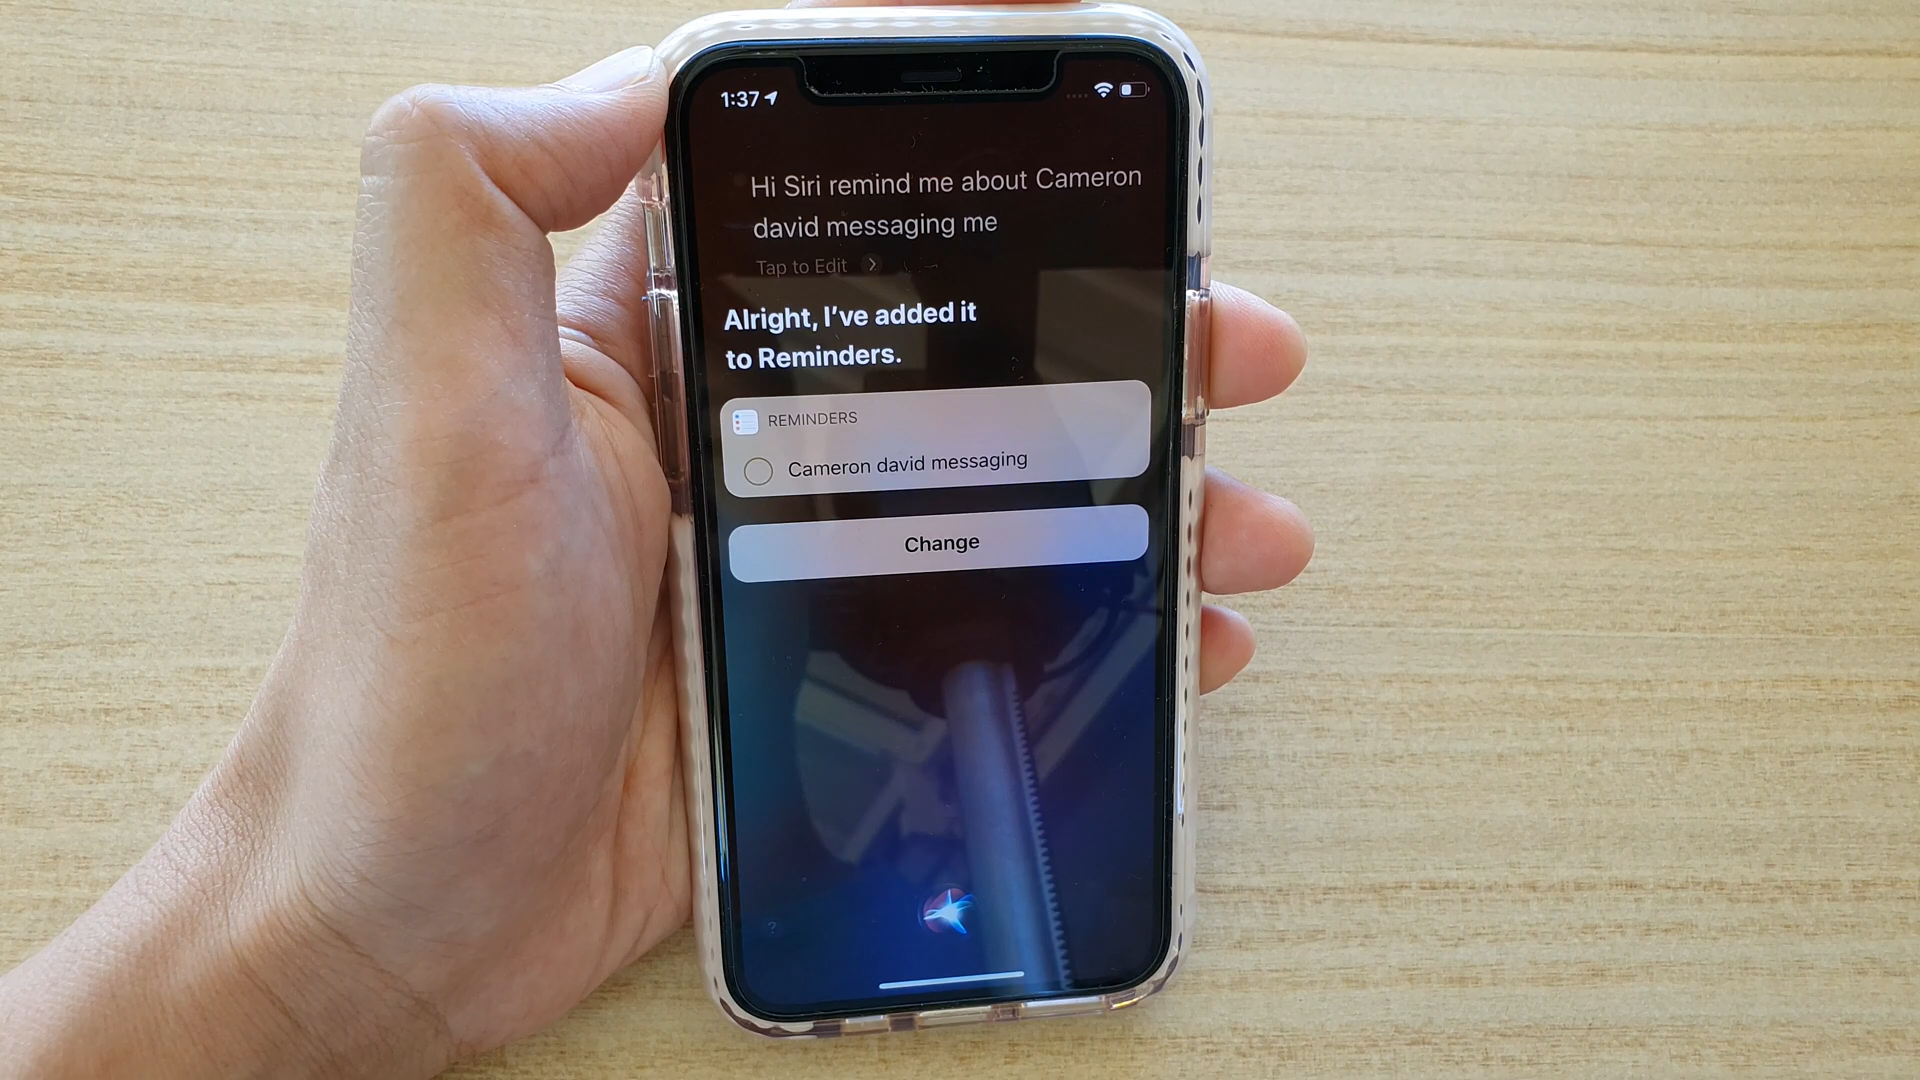 1:37
Hi Siri remind me about Cameron
david messaging me
Tap to Edit
Alright, I've added it
to Reminders.
REMINDERS
Cameron david messaging
Change
?